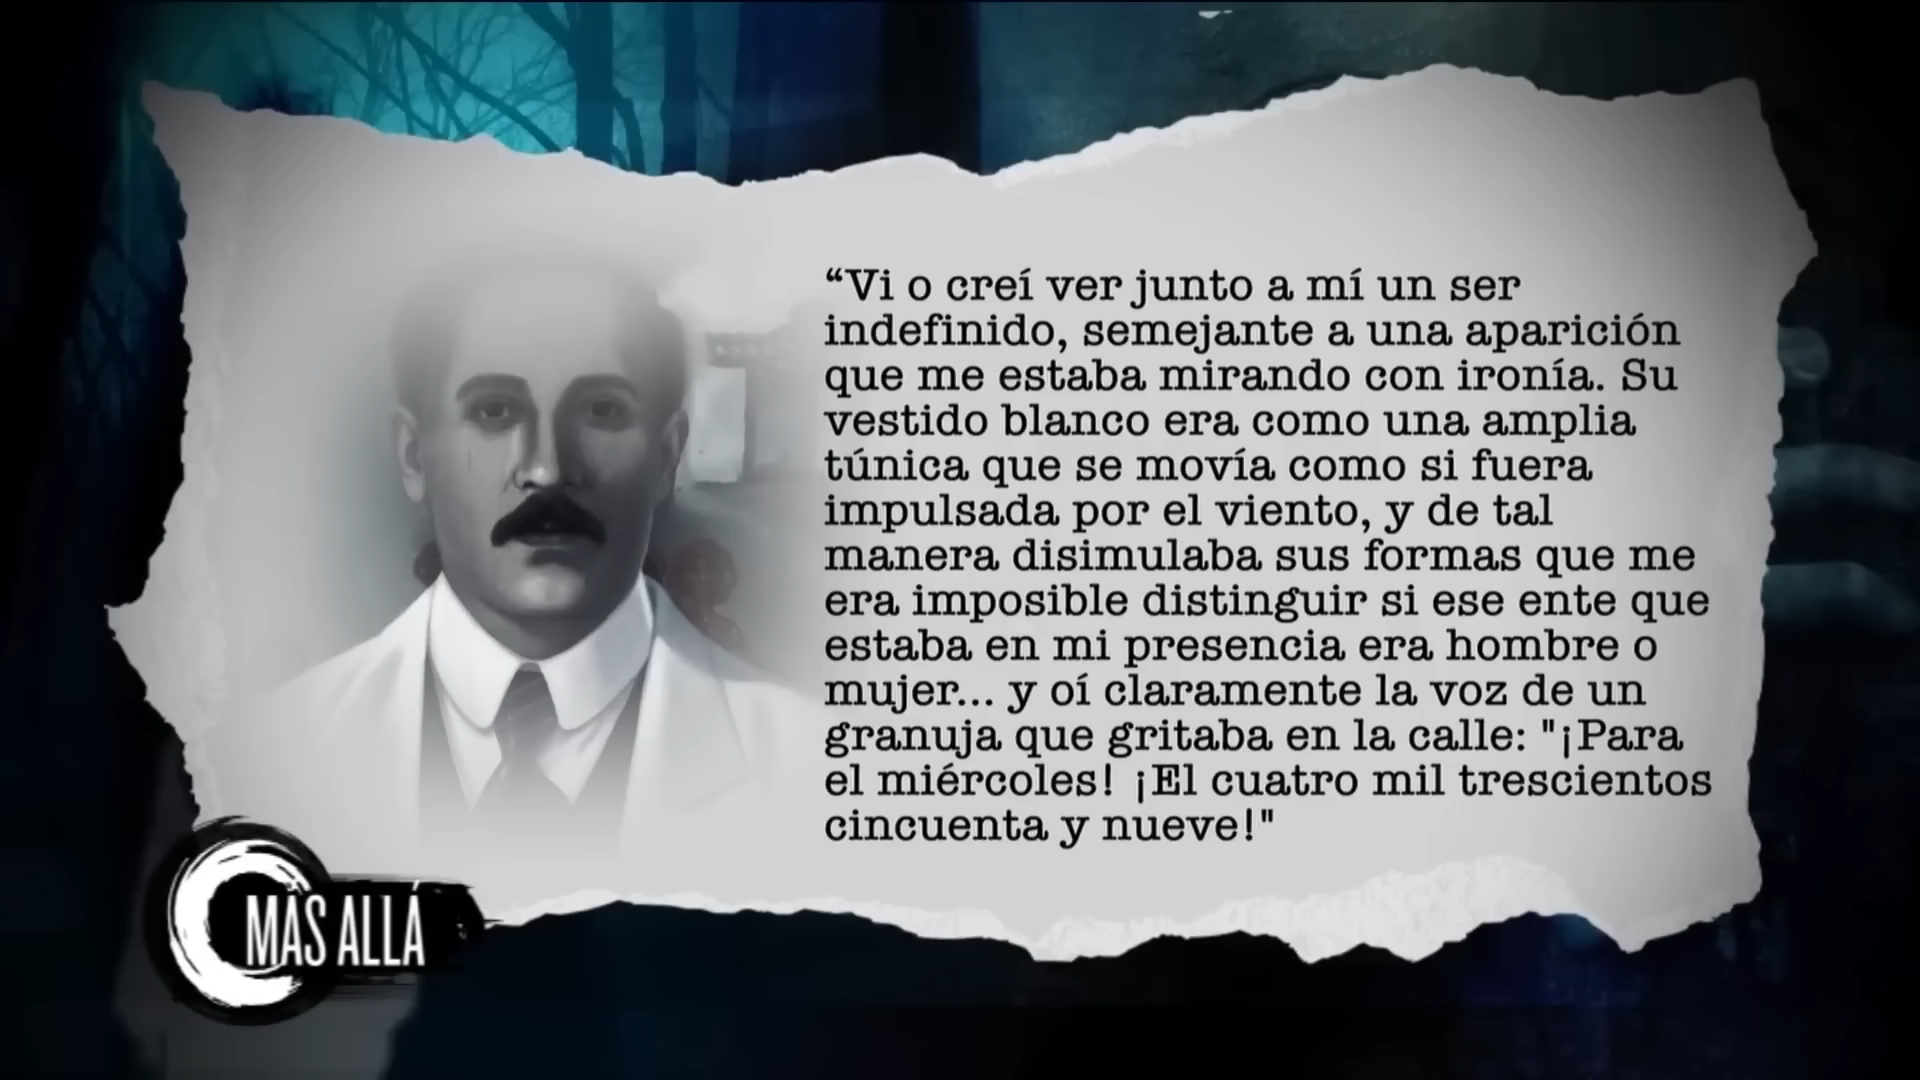 “Vi o creí ver junto a mí un ser
indefinido, semejante a una aparición
que me estaba mirando con ironía. Su
vestido blanco era como una amplia
túnica que se movía como si fuera
impulsada por el viento, y de tal
manera disimulaba sus formas que me
era imposible distinguir si ese ente que
estaba en mi presencia era hombre o
mujer... y oí claramente la voz de un
granuja que gritaba en la calle: "¡Para
el miércoles! ¡El cuatro mil trescientos
cincuenta y nueve!"
MÁS ALLÁ